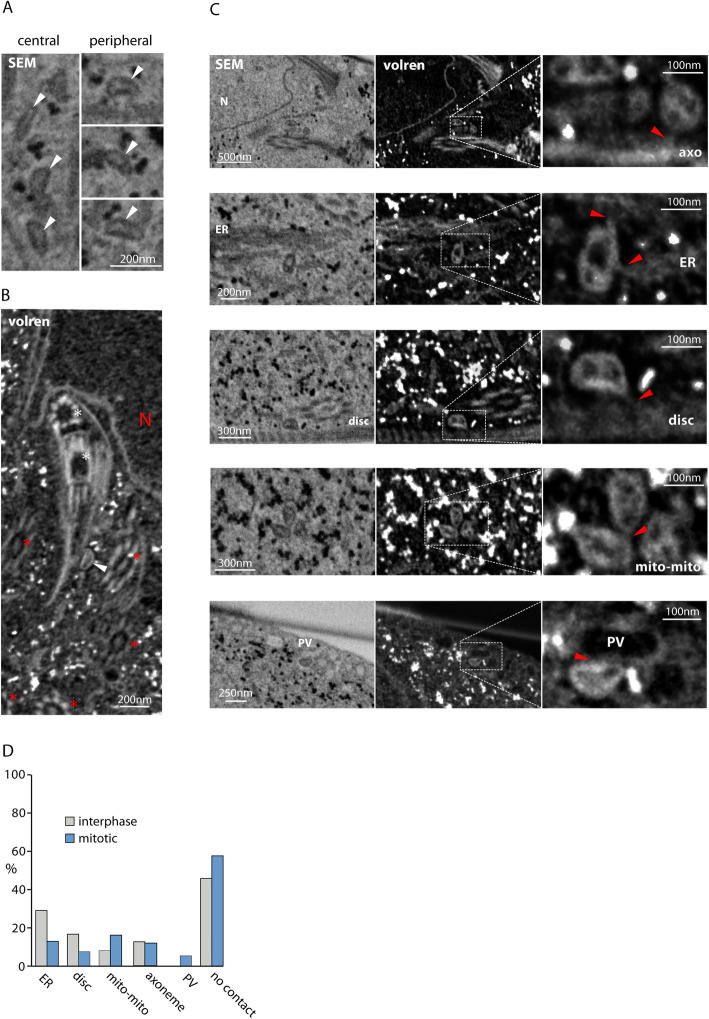 A
central
peripheral
SEM
200nm
B
volren
N
* *
* * * * * *
200nm
C
SEM
volren
100nm
N
500nm
axo
100nm
ER
200nm
ER
100nm
disc
300nm
disc
100nm
300nm
mito-mito
PV
100nm
PV
250nm
D
100
80
60
40
20
0
%
interphase
mitotic
ER
disc
mito-mito
axoneme
PV
no contact